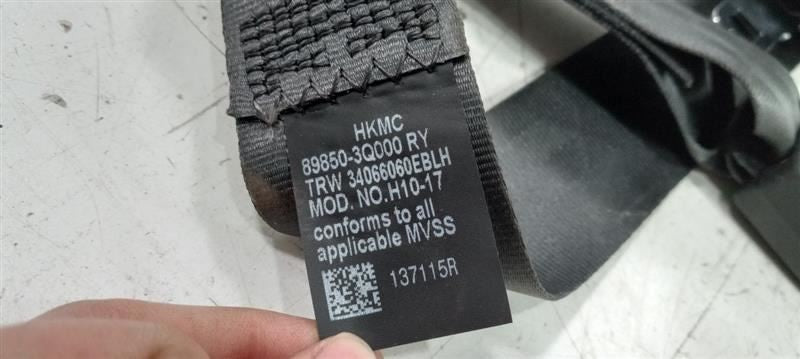 HKMC
89850-3Q000 RY
TRW 34066060EBLH
MOD. NO.H10-17
conforms to all
applicable MVSS
137115R